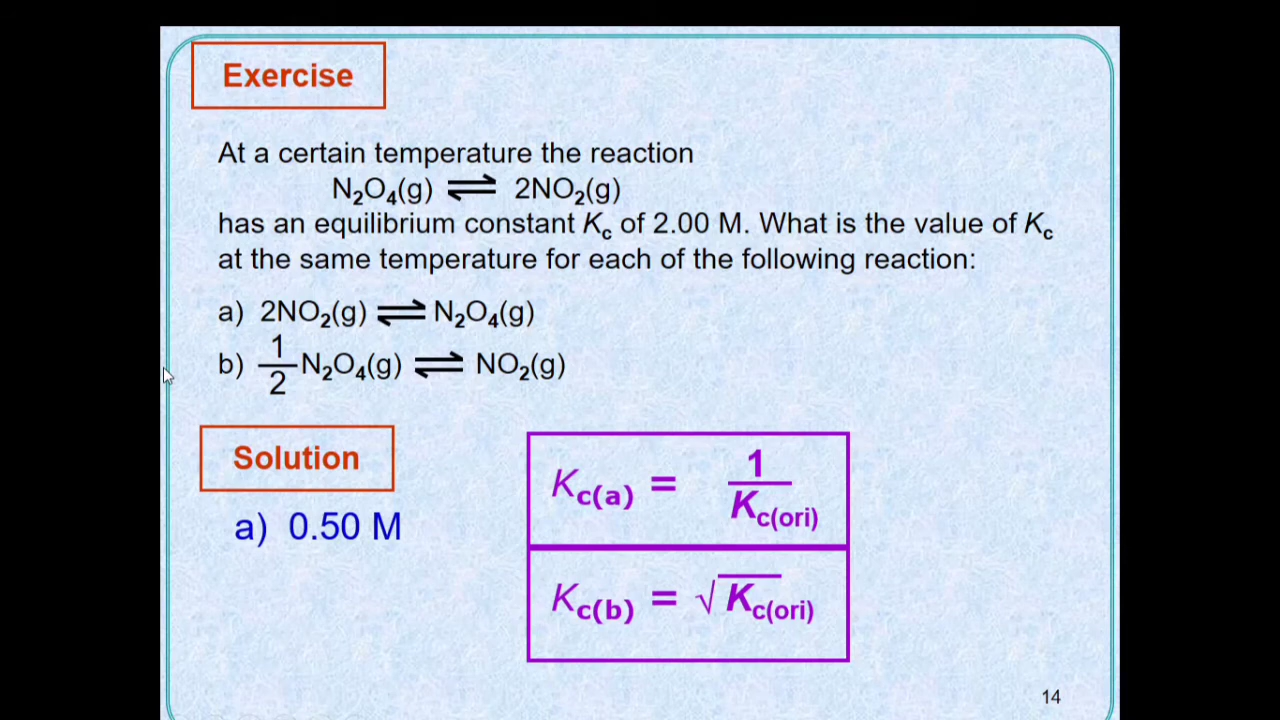 Exercise
At a certain temperature the reaction
N₂O₄(g) ⇌ 2NO₂(g)
has an equilibrium constant Kc of 2.00 M. What is the value of Kc
at the same temperature for each of the following reaction:
a) 2NO₂(g) ⇌ N₂O₄(g)
b) 1/2 N₂O₄(g) ⇌ NO₂(g)
Solution
a) 0.50 M
Kc(a) = 1/Kc(ori)
Kc(b) = √Kc(ori)
14